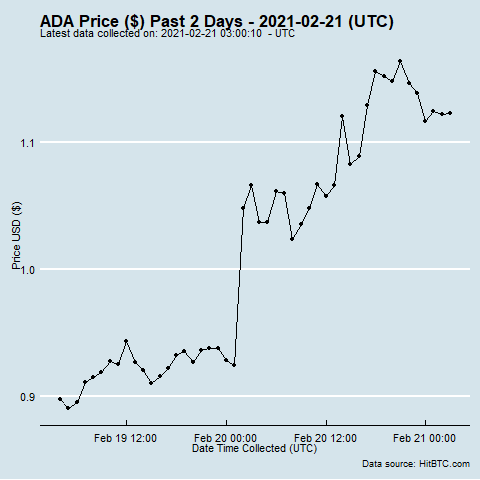 ADA Price ($) Past 2 Days - 2021-02-21 (UTC)
Latest data collected on: 2021-02-21 03:00:10 - UTC
1.1
1.0
0.9
Price USD ($)
Feb 19 12:00
Feb 20 00:00
Feb 20 12:00
Feb 21 00:00
Date Time Collected (UTC)
Data source: HitBTC.com